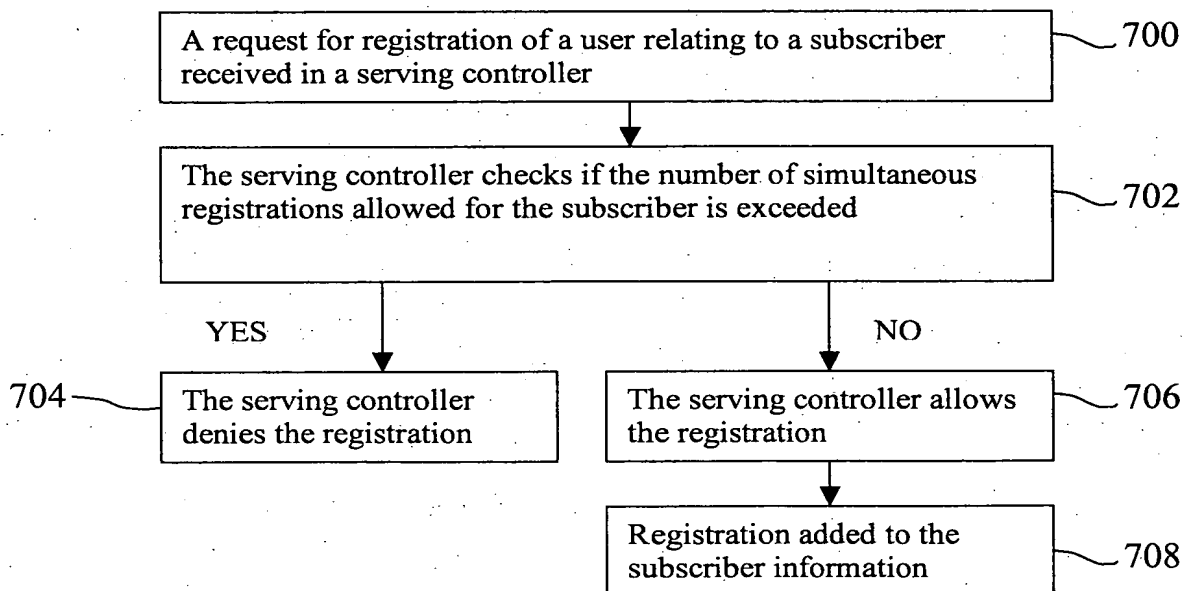 A request for registration of a user relating to a subscriber
received in a serving controller
700
The serving controller checks if the number of simultaneous
registrations allowed for the subscriber is exceeded
702
YES
NO
704
The serving controller
denies the registration
The serving controller allows
the registration
706
Registration added to the
subscriber information
708